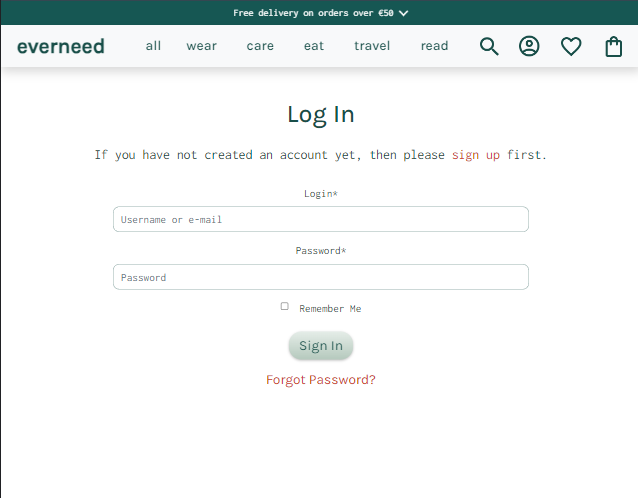 Free delivery on orders over €50
everneed all wear care eat travel read
Log In
If you have not created an account yet, then please sign up first.
Login*
Username or e-mail
Password*
Password
Remember Me
Sign In
Forgot Password?